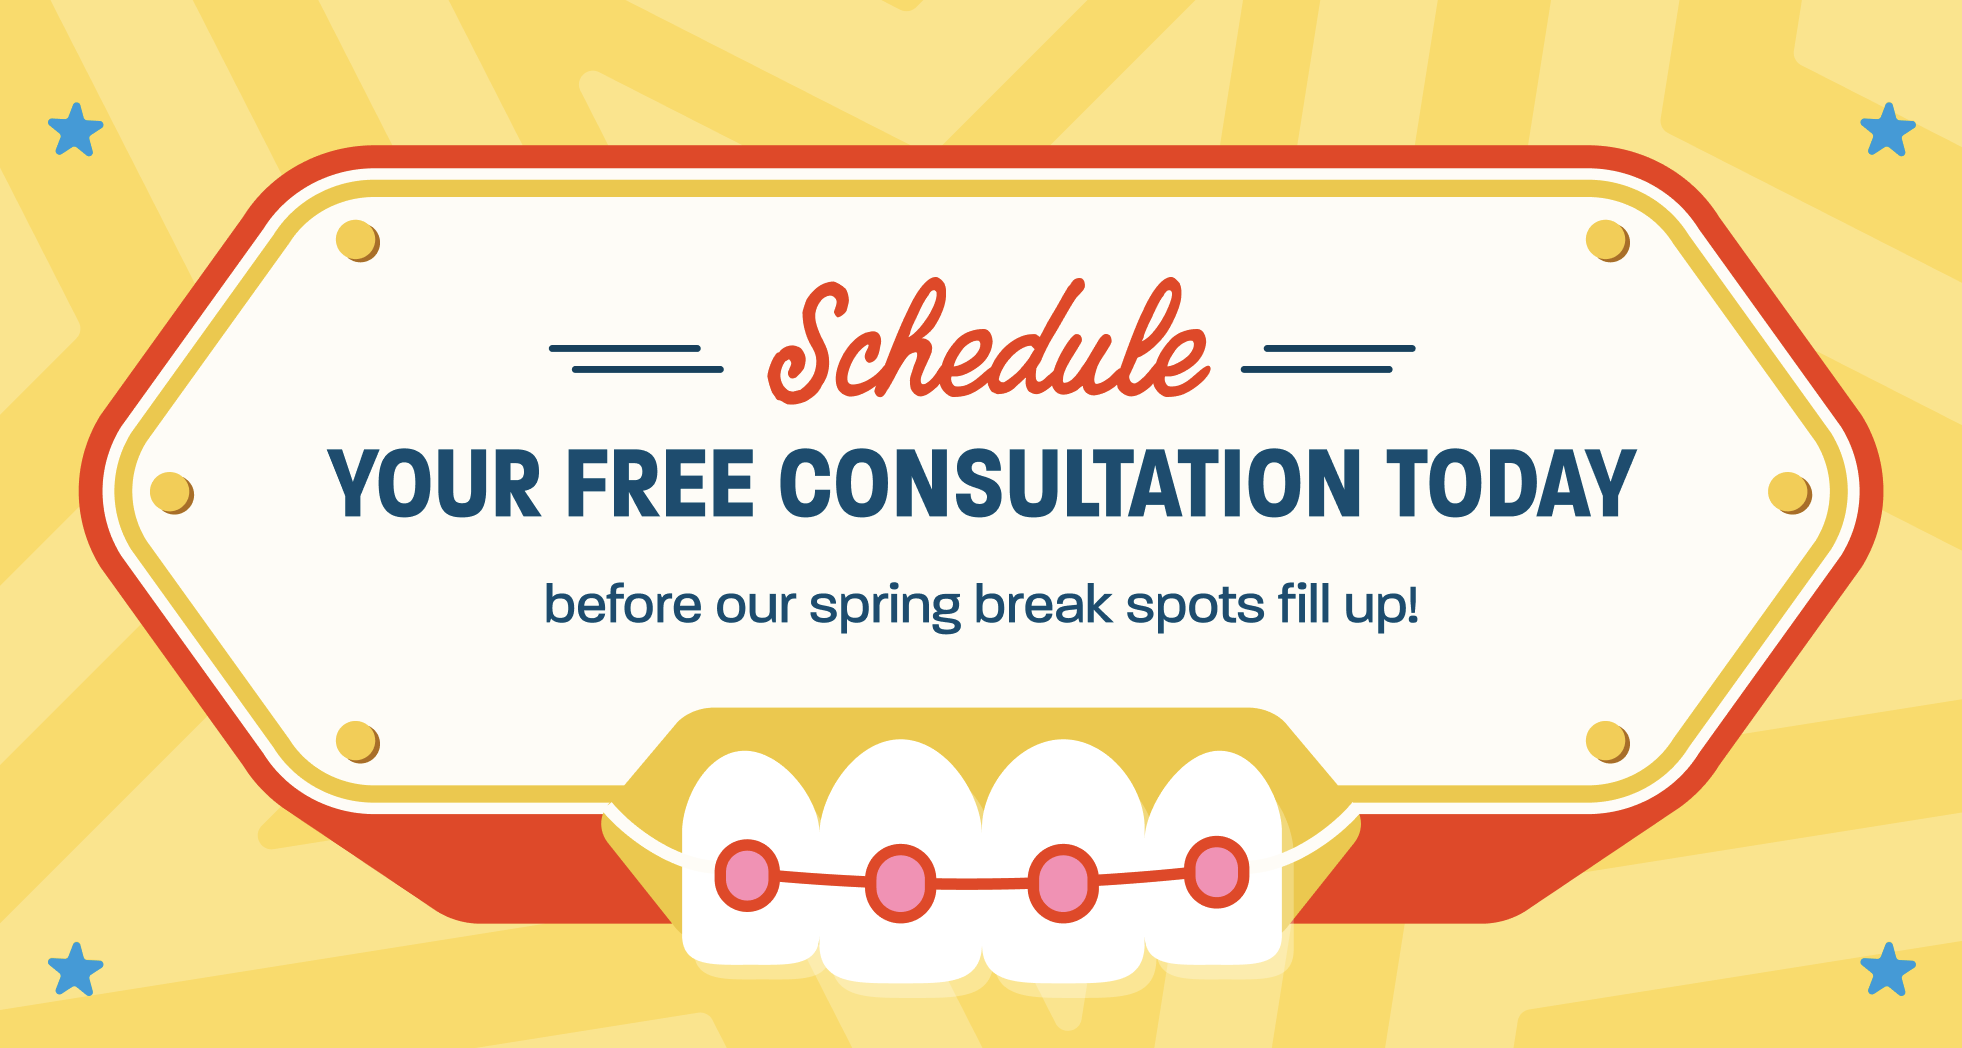 Schedule
YOUR FREE CONSULTATION TODAY
before our spring break spots fill up!